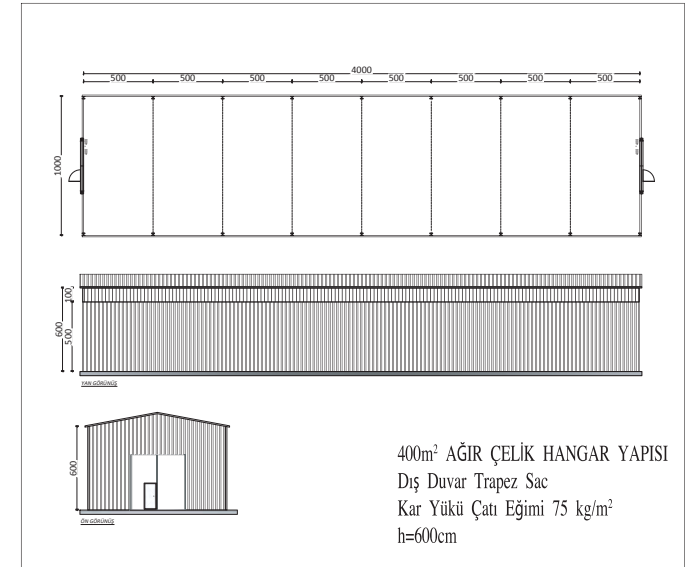 4000
500 500 500 500 500 500 500 500
1000
100
600
500
YAN GÖRÜNÜŞ
600
ÖN GÖRÜNÜŞ
400m² AĞIR ÇELİK HANGAR YAPISI
Dış Duvar Trapez Sac
Kar Yükü Çatı Eğimi 75 kg/m²
h=600cm